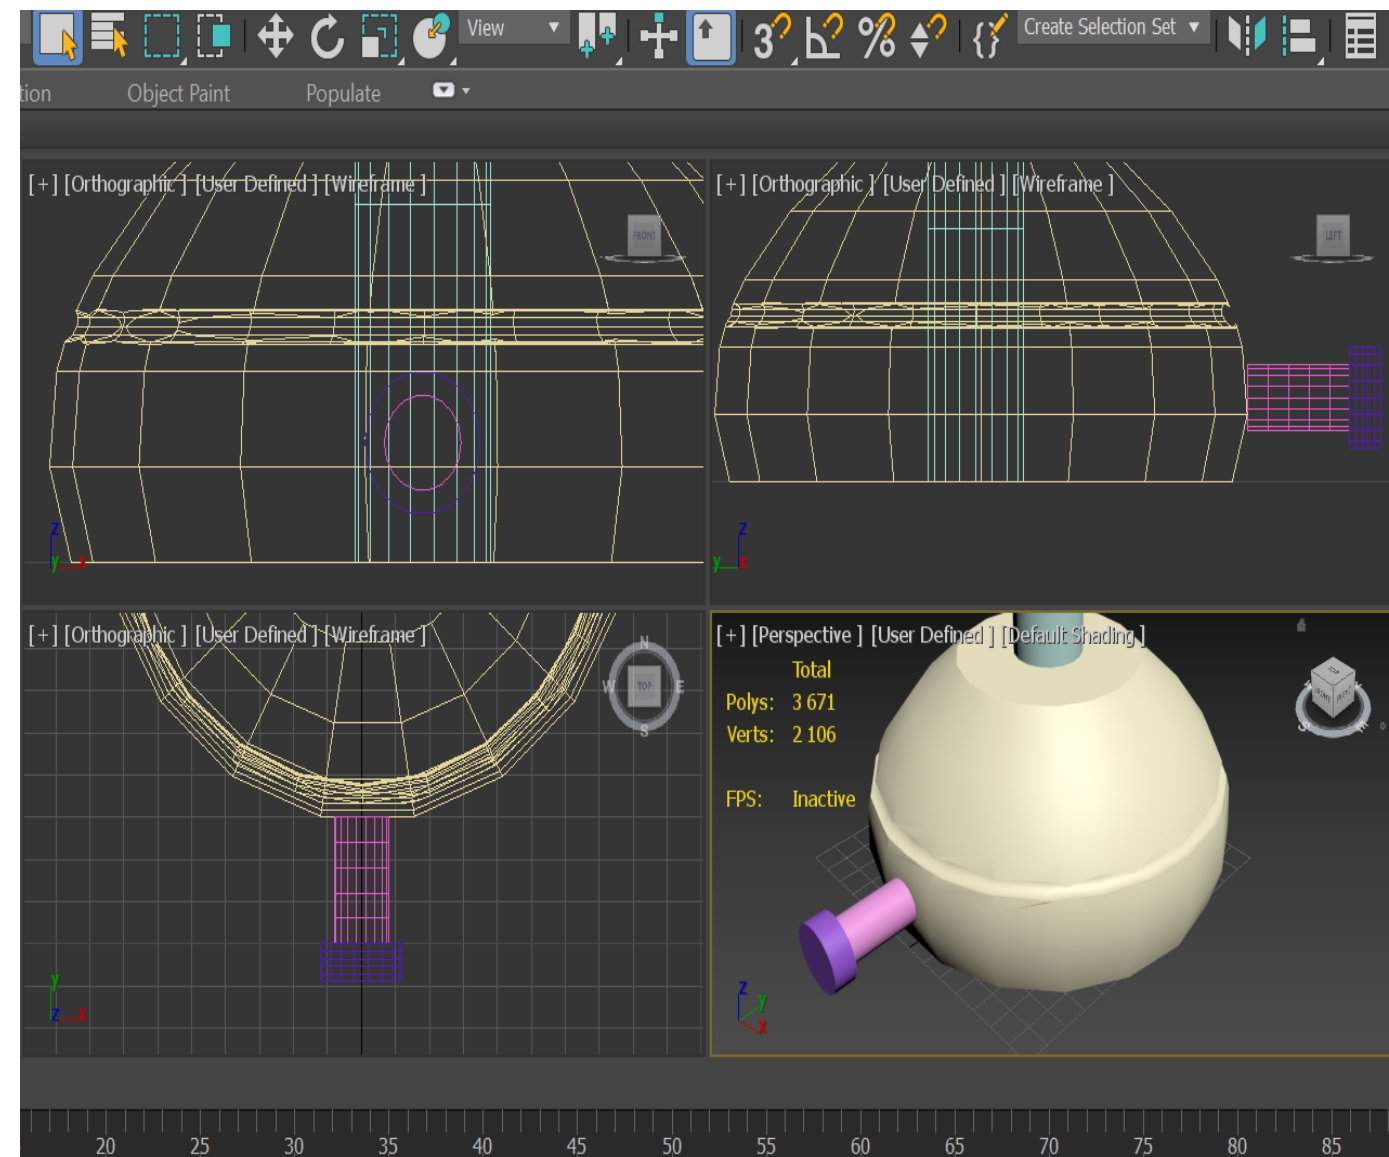 View
3
Create Selection Set
tion
Object Paint
Populate
[+] [Orthographic ] [User Defined ] [Wireframe ]
FRONT
z
y x
[+] [Orthographic ] [User Defined ] [Wireframe ]
LEFT
z
y x
[+] [Orthographic ] [User Defined ] [Wireframe ]
N
W TOP E
S
y
z x
[+] [Perspective ] [User Defined ] [Default Shading ]
Total
Polys: 3 671
Verts: 2 106
FPS: Inactive
TOP
S
z
y
x
20 25 30 35 40 45 50 55 60 65 70 75 80 85